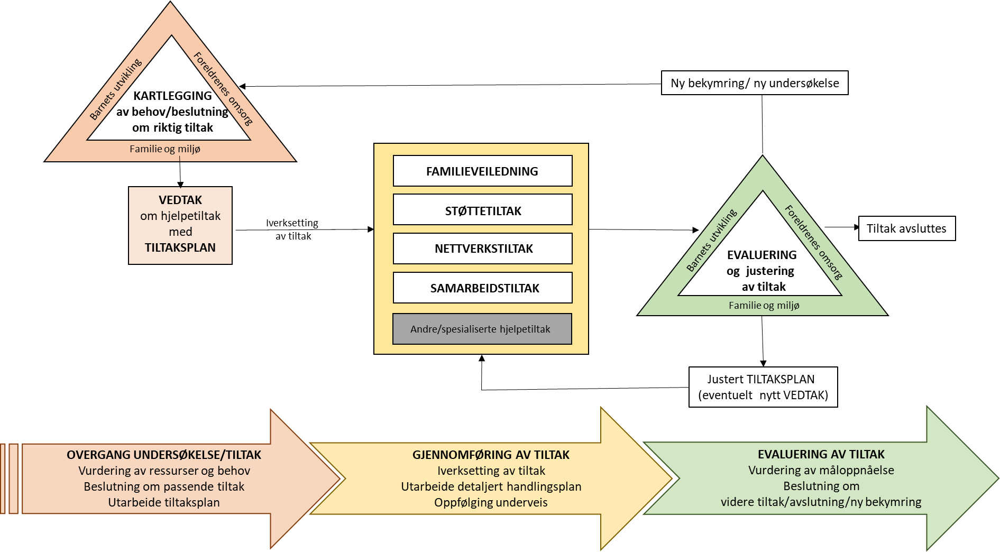 Barnets utvikling
Foreldrenes omsorg
KARTLEGGING
av behov/beslutning
om riktig tiltak
Familie og miljø
Ny bekymring/ ny undersøkelse
VEDTAK
om hjelpetiltak
med
TILTAKSPLAN
Iverksetting
av tiltak
FAMILIEVEILEDNING
STØTTETILTAK
NETTVERKSTILTAK
SAMARBEIDSTILTAK
Andre/spesialiserte hjelpetiltak
Barnets utvikling
Foreldrenes omsorg
EVALUERING
og justering
av tiltak
Familie og miljø
Tiltak avsluttes
Justert TILTAKSPLAN
(eventuelt nytt VEDTAK)
OVERGANG UNDERSØKELSE/TILTAK
Vurdering av ressurser og behov
Beslutning om passende tiltak
Utarbeide tiltaksplan
GJENNOMFØRING AV TILTAK
Iverksetting av tiltak
Utarbeide detaljert handlingsplan
Oppfølging underveis
EVALUERING AV TILTAK
Vurdering av måloppnåelse
Beslutning om
videre tiltak/avslutning/ny bekymring